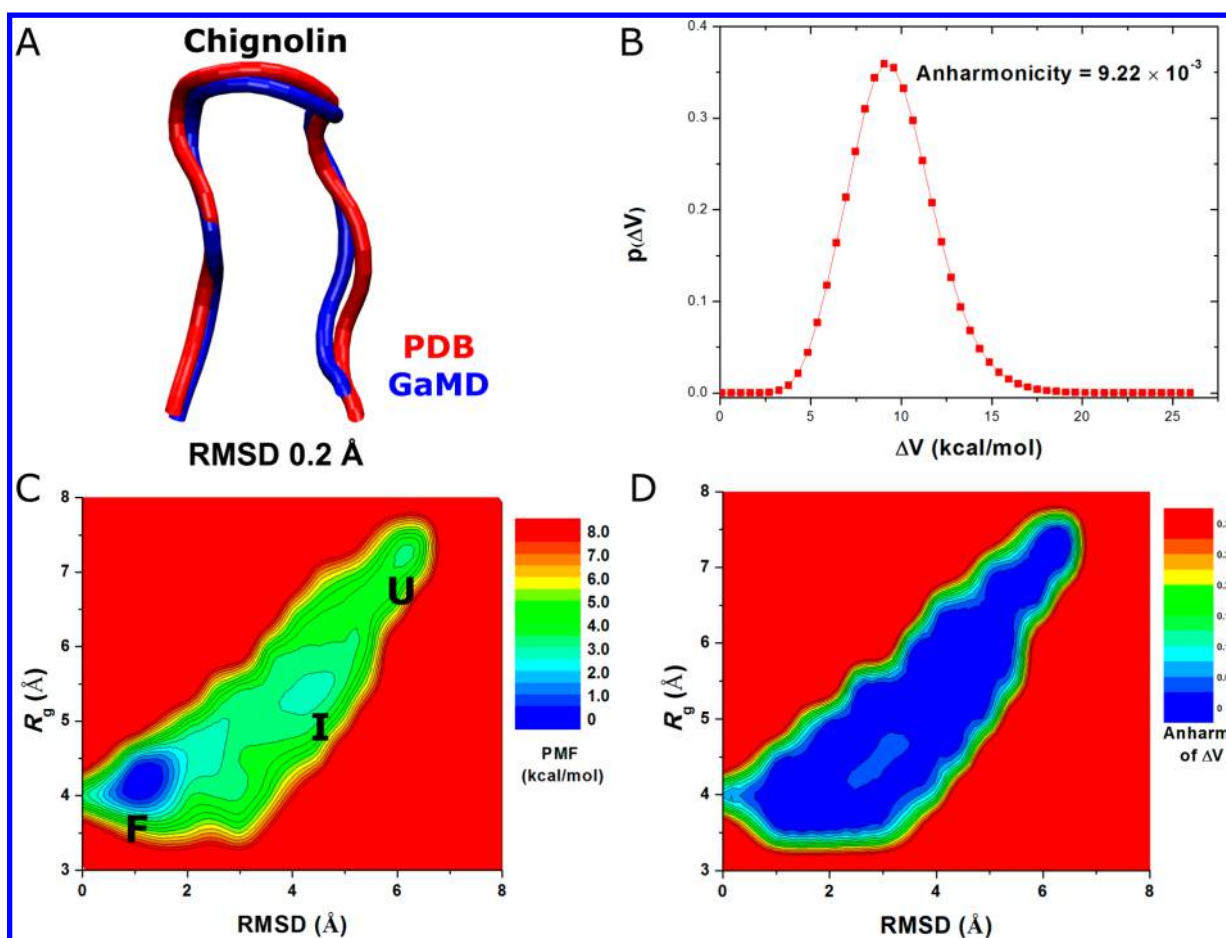 A
Chignolin
PDB
GaMD
RMSD 0.2 Å
B
Anharmonicity = 9.22 × 10⁻³
0.4
0.3
0.2
0.1
0.0
p(ΔV)
0 5 10 15 20 25
ΔV (kcal/mol)
C
8
7
6
5
4
3
Rg (Å)
U
I
F
0 2 4 6 8
RMSD (Å)
8.0
7.0
6.0
5.0
4.0
3.0
2.0
1.0
0
PMF
(kcal/mol)
D
8
7
6
5
4
3
Rg (Å)
0 2 4 6 8
RMSD (Å)
0
Anharm
of ΔV